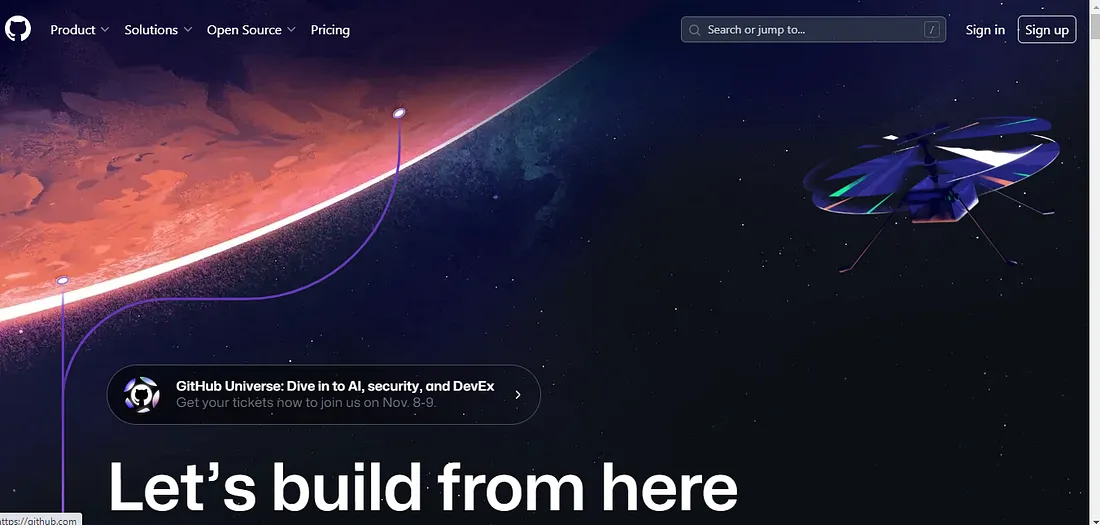 Product
Solutions
Open Source
Pricing
Search or jump to...
/
Sign in
Sign up
GitHub Universe: Dive in to AI, security, and DevEx
Get your tickets now to join us on Nov. 8-9.
Let’s build from here
https://github.com